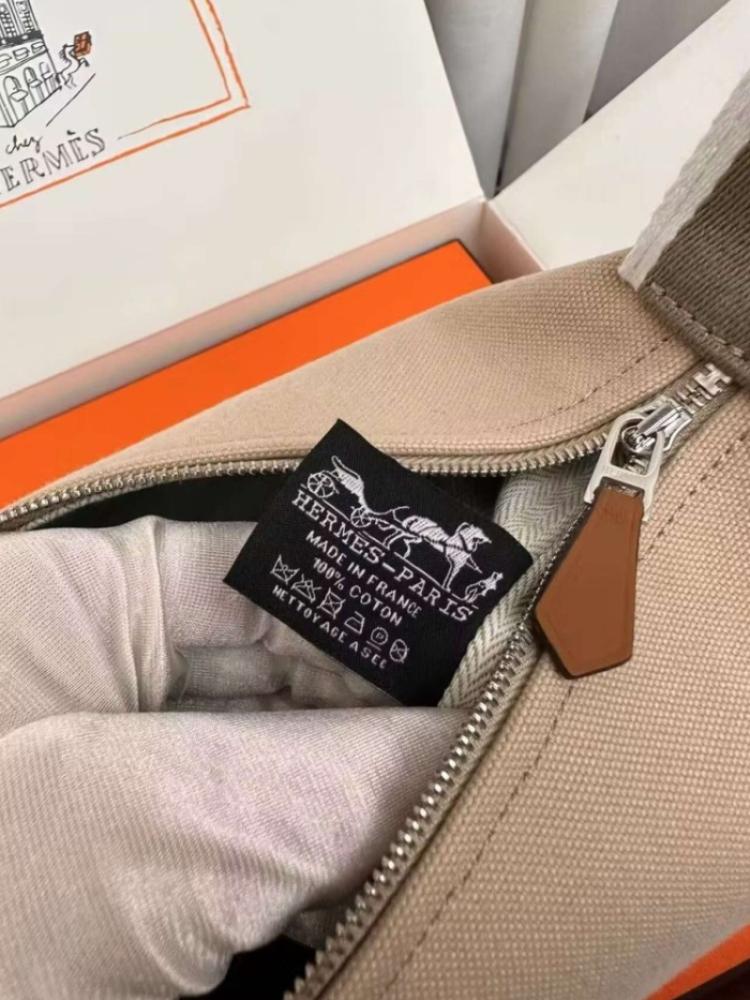 chez
HERMÈS
HERMES-PARIS
MADE IN FRANCE
100% COTON
NETTOYAGE A SEC